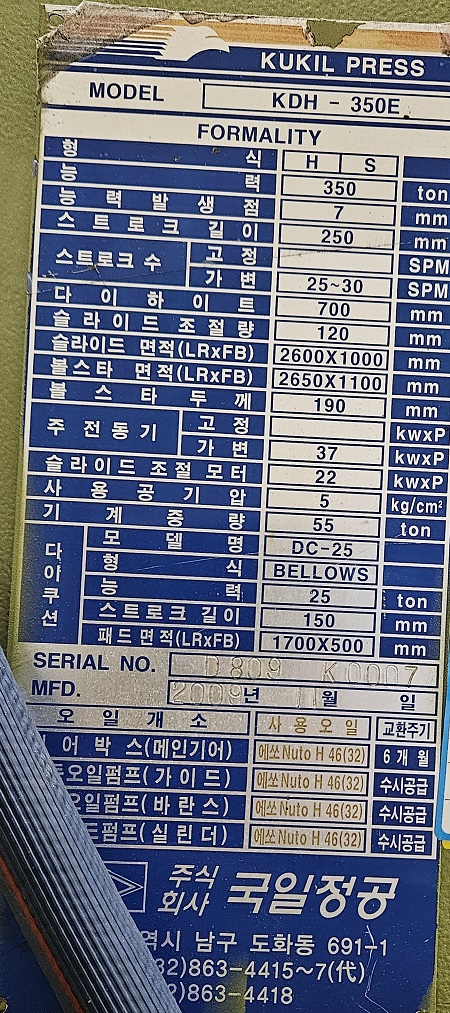 KUKIL PRESS
MODEL KDH - 350E
FORMALITY
형 식 H S
능 력 350 ton
능 력 발 생 점 7 mm
스 트 로 크 길 이 250 mm
스 트 로 크 수 고 정 SPM
가 변 25~30 SPM
다 이 하 이 트 700 mm
슬 라 이 드 조 절 량 120 mm
슬라이드 면적(LRxFB) 2600X1000 mm
볼스타 면적(LRxFB) 2650X1100 mm
볼 스 타 두 께 190 mm
주 전 동 기 고 정 kwxP
가 변 37 kwxP
슬 라 이 드 조 절 모 터 22 kwxP
사 용 공 기 압 5 kg/cm²
기 계 중 량 55 ton
다 이 쿠 션 모 델 명 DC-25
형 식 BELLOWS
능 력 25 ton
스 트 로 크 길 이 150 mm
패 드 면 적 (LRxFB) 1700X500 mm
SERIAL NO. D809 K0007
MFD. 2009 년 11 월 일
오 일 개 소 사 용 오 일 교환주기
어 박 스 (메인기어) 에쏘 Nuto H 46(32) 6 개 월
오일펌프(가 이 드) 에쏘 Nuto H 46(32) 수시공급
오일펌프(바 란 스) 에쏘 Nuto H 46(32) 수시공급
펌프(실 린 더) 에쏘 Nuto H 46(32) 수시공급
주식회사 국일정공
역시 남구 도화동 691-1
32)863-4415~7(代)
2)863-4418